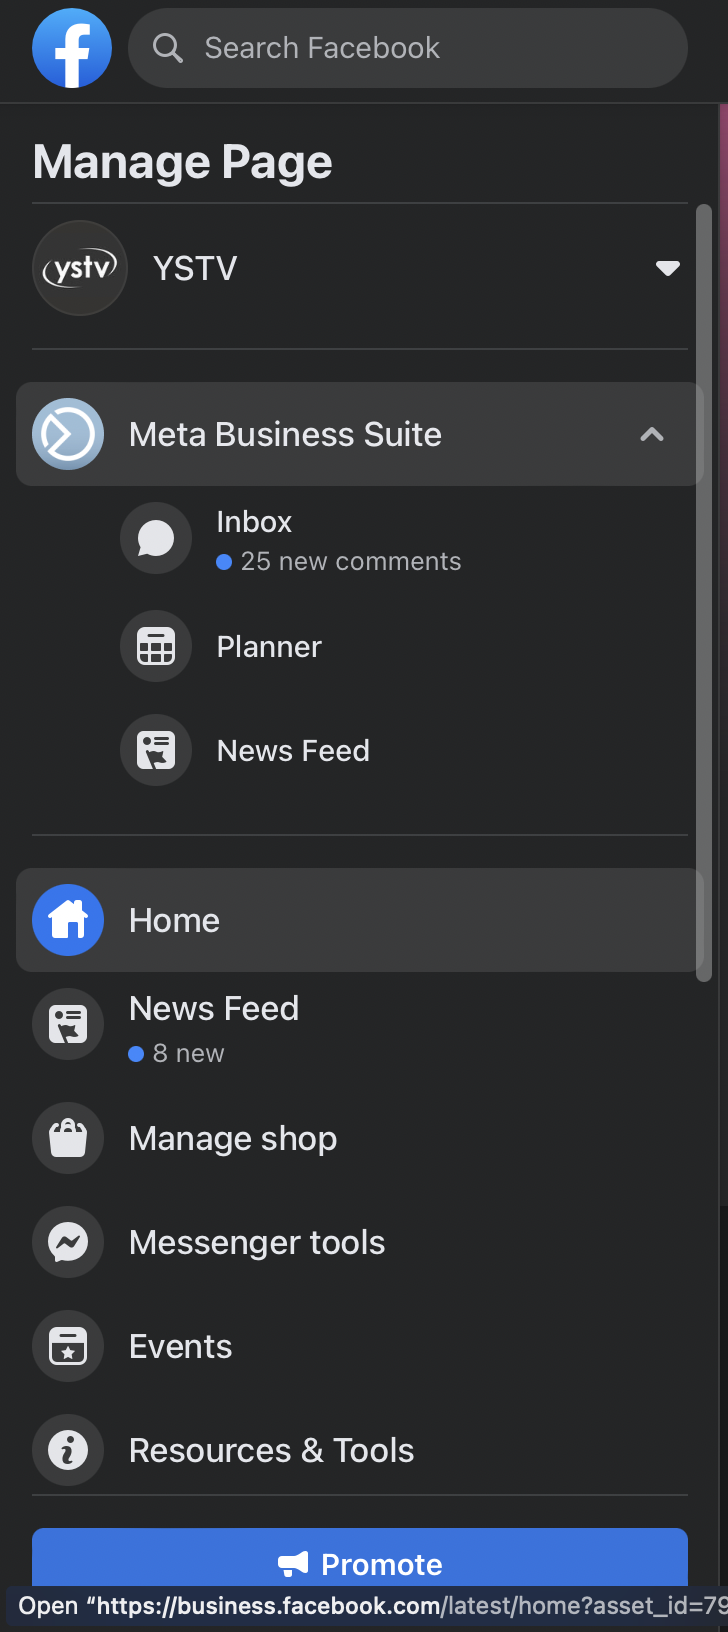 Search Facebook
Manage Page
ystv
YSTV
Meta Business Suite
Inbox
25 new comments
Planner
News Feed
Home
News Feed
8 new
Manage shop
Messenger tools
Events
Resources & Tools
Promote
Open “https://business.facebook.com/latest/home?asset_id=79